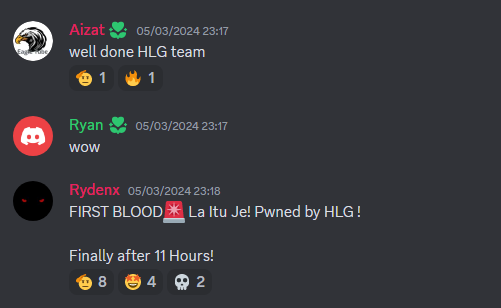 Aizat 05/03/2024 23:17
well done HLG team
🫡 1 🔥 1
Ryan 05/03/2024 23:17
wow
Rydenx 05/03/2024 23:18
FIRST BLOOD🚨 La Itu Je! Pwned by HLG !
Finally after 11 Hours!
🫡 8 🤩 4 💀 2